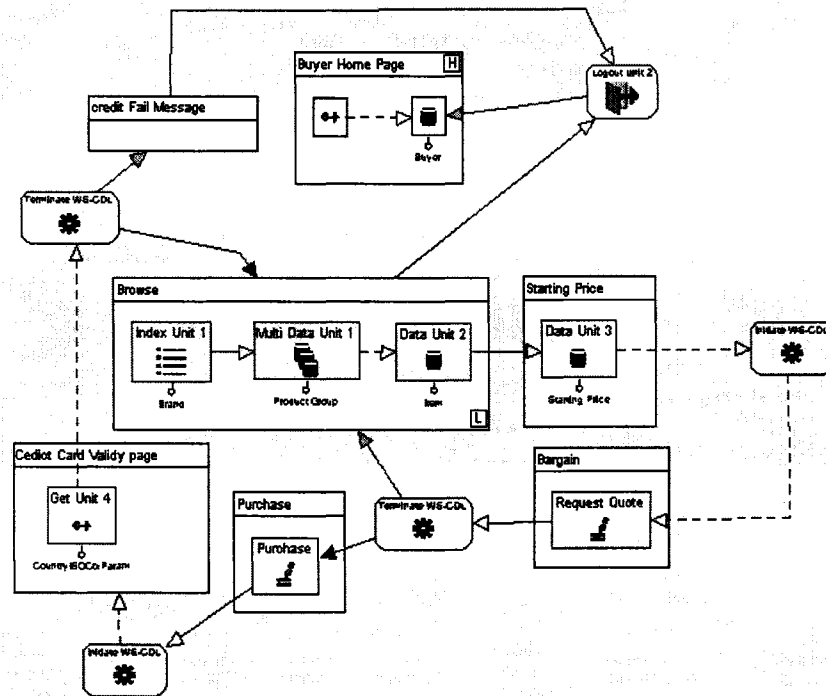 Logout Unit 2
Buyer Home Page
H
credit Fail Message
Buyer
Terminate WS-CDL
Browse
Starting Price
Index Unit 1
Multi Data Unit 1
Data Unit 2
Data Unit 3
Initiate WS-CDL
Brand
Product Group
Item
Starting Price
L
Cediot Card Validy page
Bargain
Get Unit 4
Purchase
Terminate WS-CDL
Request Quote
Purchase
Country ISOCo: Param
Initiate WS-CDL